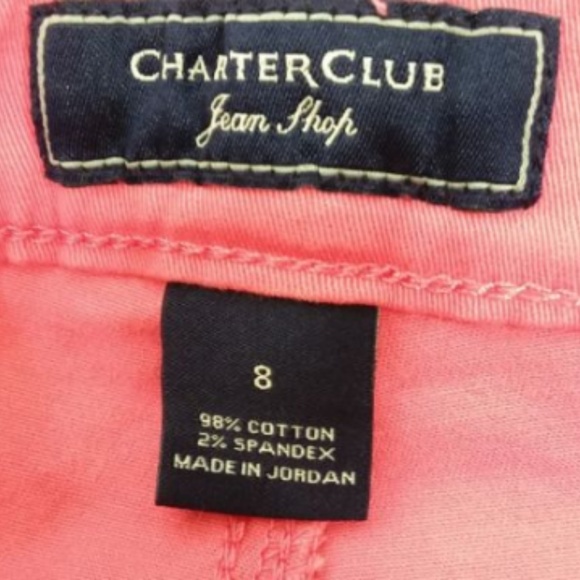 CHARTER CLUB
Jean Shop
8
98% COTTON
2% SPANDEX
MADE IN JORDAN